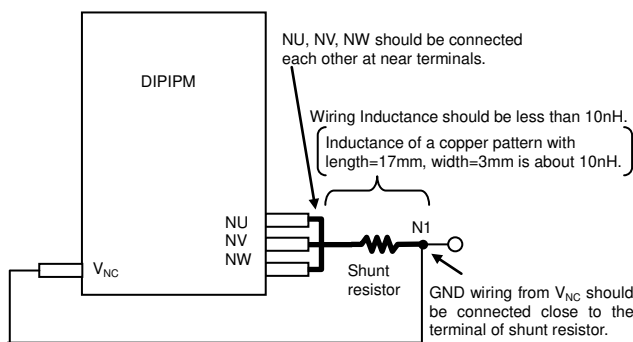 NU, NV, NW should be connected
each other at near terminals.
DIPIPM
Wiring Inductance should be less than 10nH.
Inductance of a copper pattern with
length=17mm, width=3mm is about 10nH.
NU
NV
NW
N1
VNC
Shunt
resistor
GND wiring from VNC should
be connected close to the
terminal of shunt resistor.